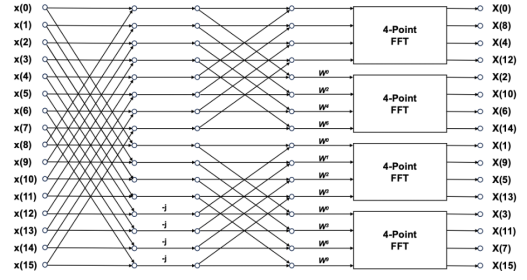 x(0) X(0)
x(1) 4-Point X(8)
x(2) FFT X(4)
x(3) X(12)
x(4) W⁰ X(2)
x(5) W² 4-Point X(10)
x(6) W⁴ FFT X(6)
x(7) W⁶ X(14)
x(8) W⁰ X(1)
x(9) W¹ 4-Point X(9)
x(10) W² FFT X(5)
x(11) W³ X(13)
x(12) -j W⁰ X(3)
x(13) -j W³ 4-Point X(11)
x(14) -j W⁶ FFT X(7)
x(15) -j W⁹ X(15)